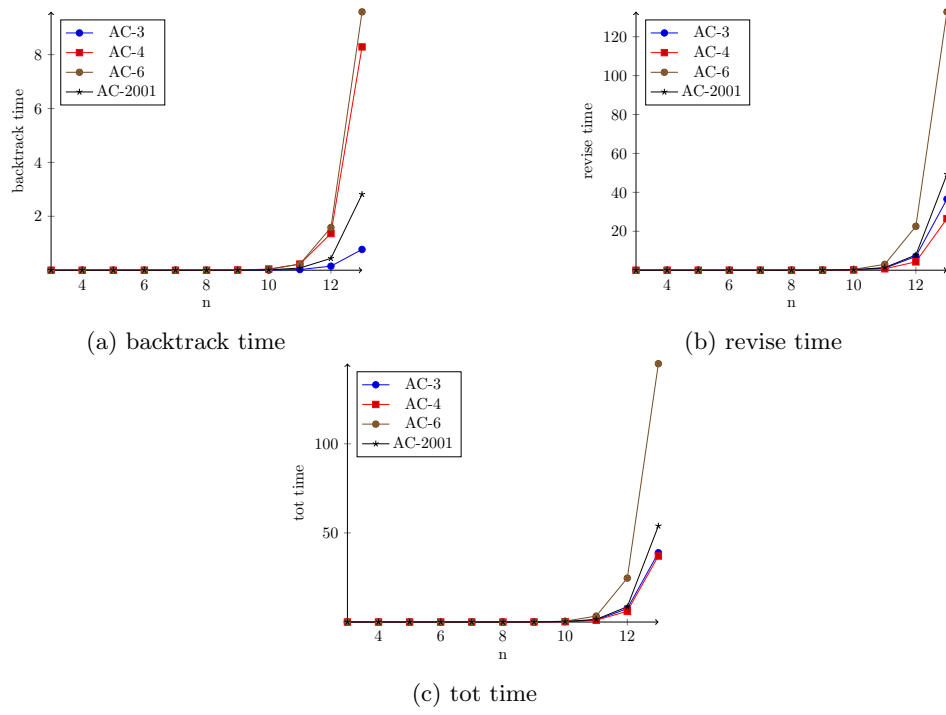 AC-3
AC-4
AC-6
AC-2001
backtrack time
8
6
4
2
4
6
8
10
12
n
(a) backtrack time
AC-3
AC-4
AC-6
AC-2001
revise time
120
100
80
60
40
20
4
6
8
10
12
n
(b) revise time
AC-3
AC-4
AC-6
AC-2001
tot time
100
50
4
6
8
10
12
n
(c) tot time